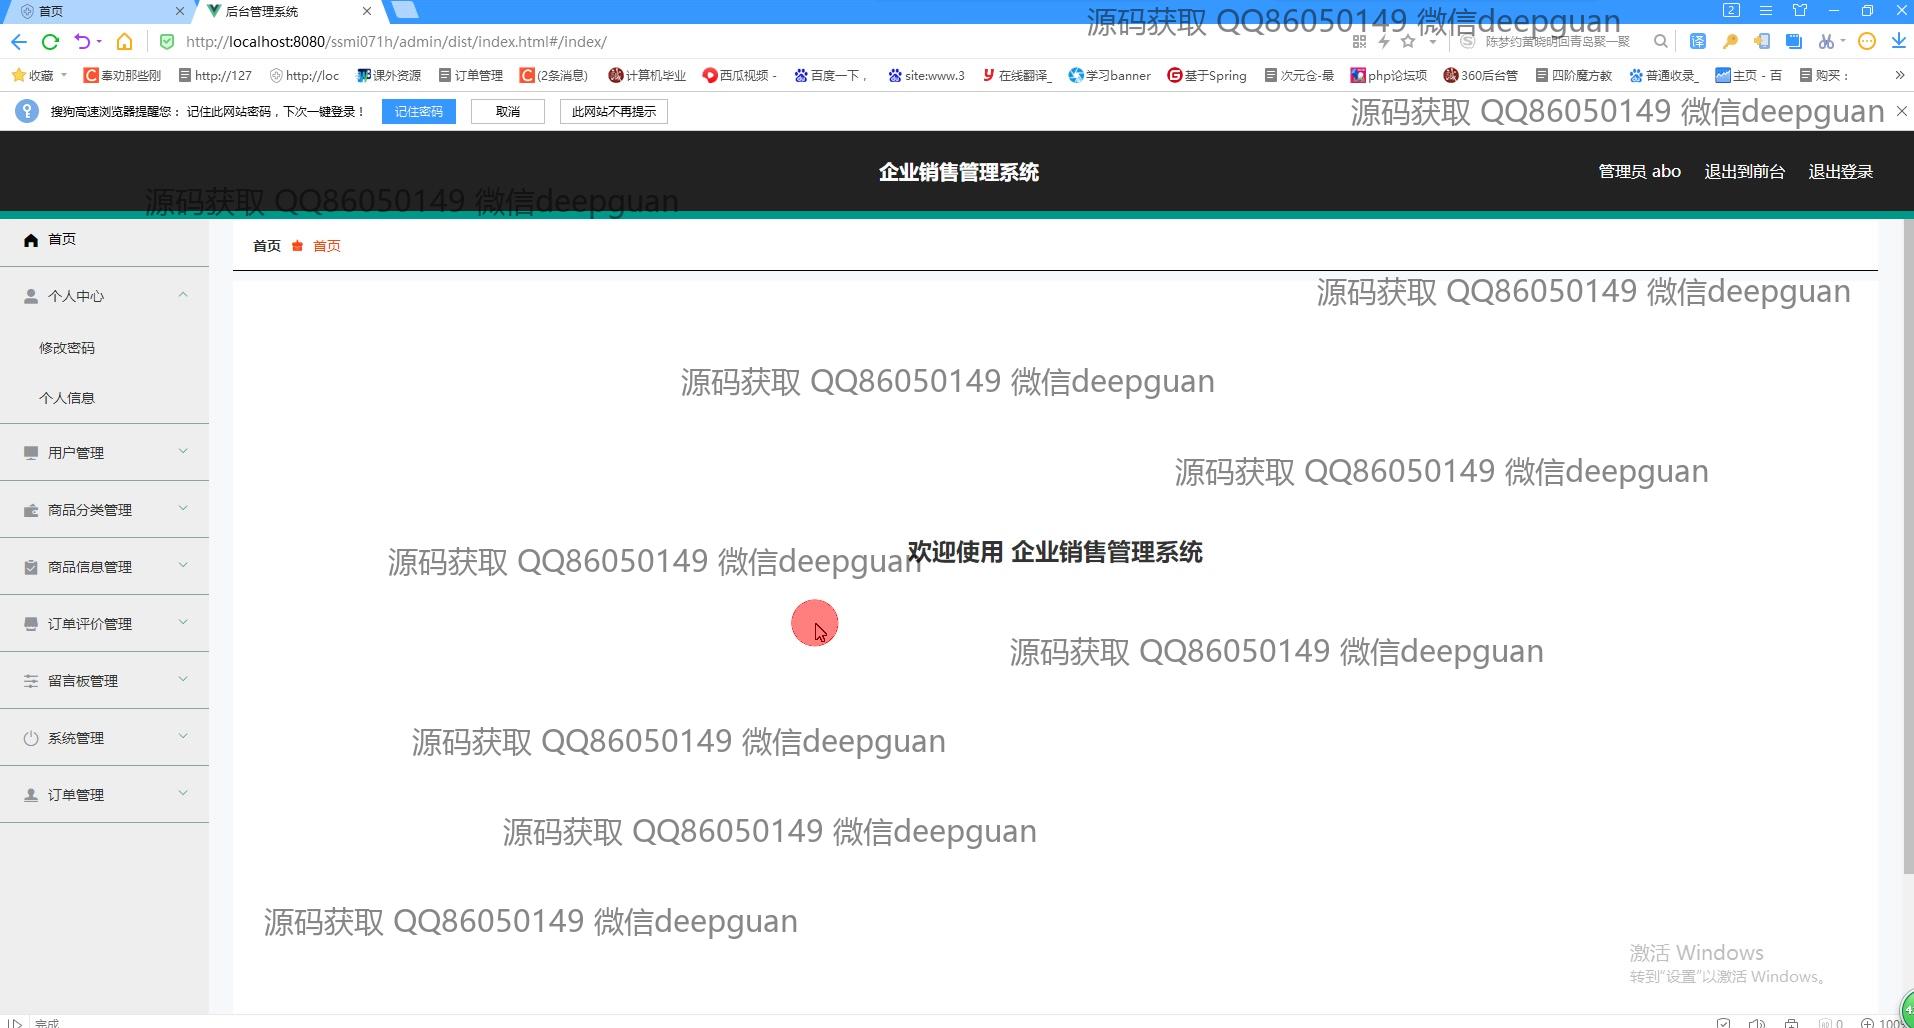 首页
后台管理系统
2
源码获取 QQ86050149 微信deepguan
http://localhost:8080/ssmi071h/admin/dist/index.html#/index/
陈梦约黄晓明回青岛聚一聚
译
收藏
奉劝那些刚
http://127
http://loc
课外资源
订单管理
(2条消息)
计算机毕业
西瓜视频 -
百度一下，
site:www.3
在线翻译_
学习banner
基于Spring
次元仓-最
php论坛项
360后台管
四阶魔方教
普通收录_
主页 - 百
购买：
搜狗高速浏览器提醒您： 记住此网站密码，下次一键登录！
记住密码
取消
此网站不再提示
源码获取 QQ86050149 微信deepguan
企业销售管理系统
管理员 abo
退出到前台
退出登录
源码获取 QQ86050149 微信deepguan
首页
首页 首页
源码获取 QQ86050149 微信deepguan
个人中心
修改密码
个人信息
源码获取 QQ86050149 微信deepguan
用户管理
源码获取 QQ86050149 微信deepguan
商品分类管理
欢迎使用 企业销售管理系统
源码获取 QQ86050149 微信deepguan
商品信息管理
订单评价管理
源码获取 QQ86050149 微信deepguan
留言板管理
系统管理
源码获取 QQ86050149 微信deepguan
订单管理
源码获取 QQ86050149 微信deepguan
源码获取 QQ86050149 微信deepguan
激活 Windows
转到“设置”以激活 Windows。
完成
0